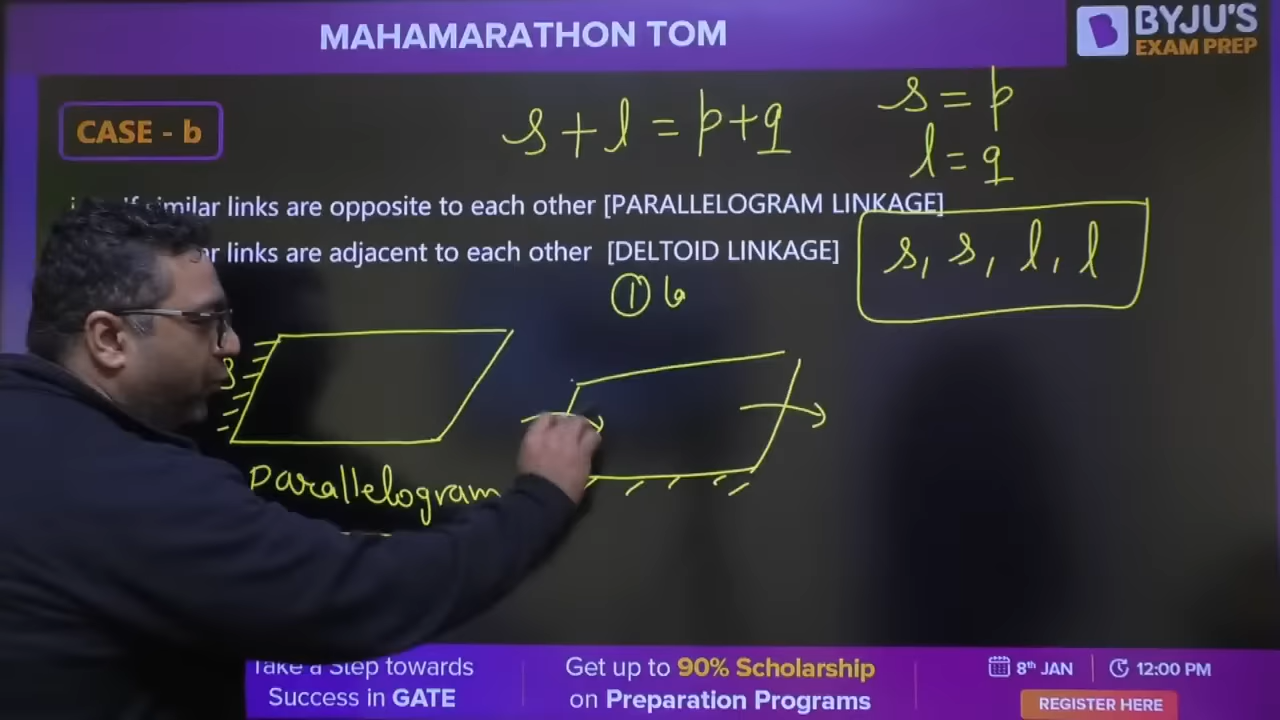 MAHAMARATHON TOM
BYJU'S
EXAM PREP
CASE - b
s + l = p + q
s = p
l = q
similar links are opposite to each other [PARALLELOGRAM LINKAGE]
links are adjacent to each other [DELTOID LINKAGE]
s, s, l, l
① b
s
Parallelogram
Take a Step towards
Success in GATE
Get up to 90% Scholarship
on Preparation Programs
8th JAN
12:00 PM
REGISTER HERE